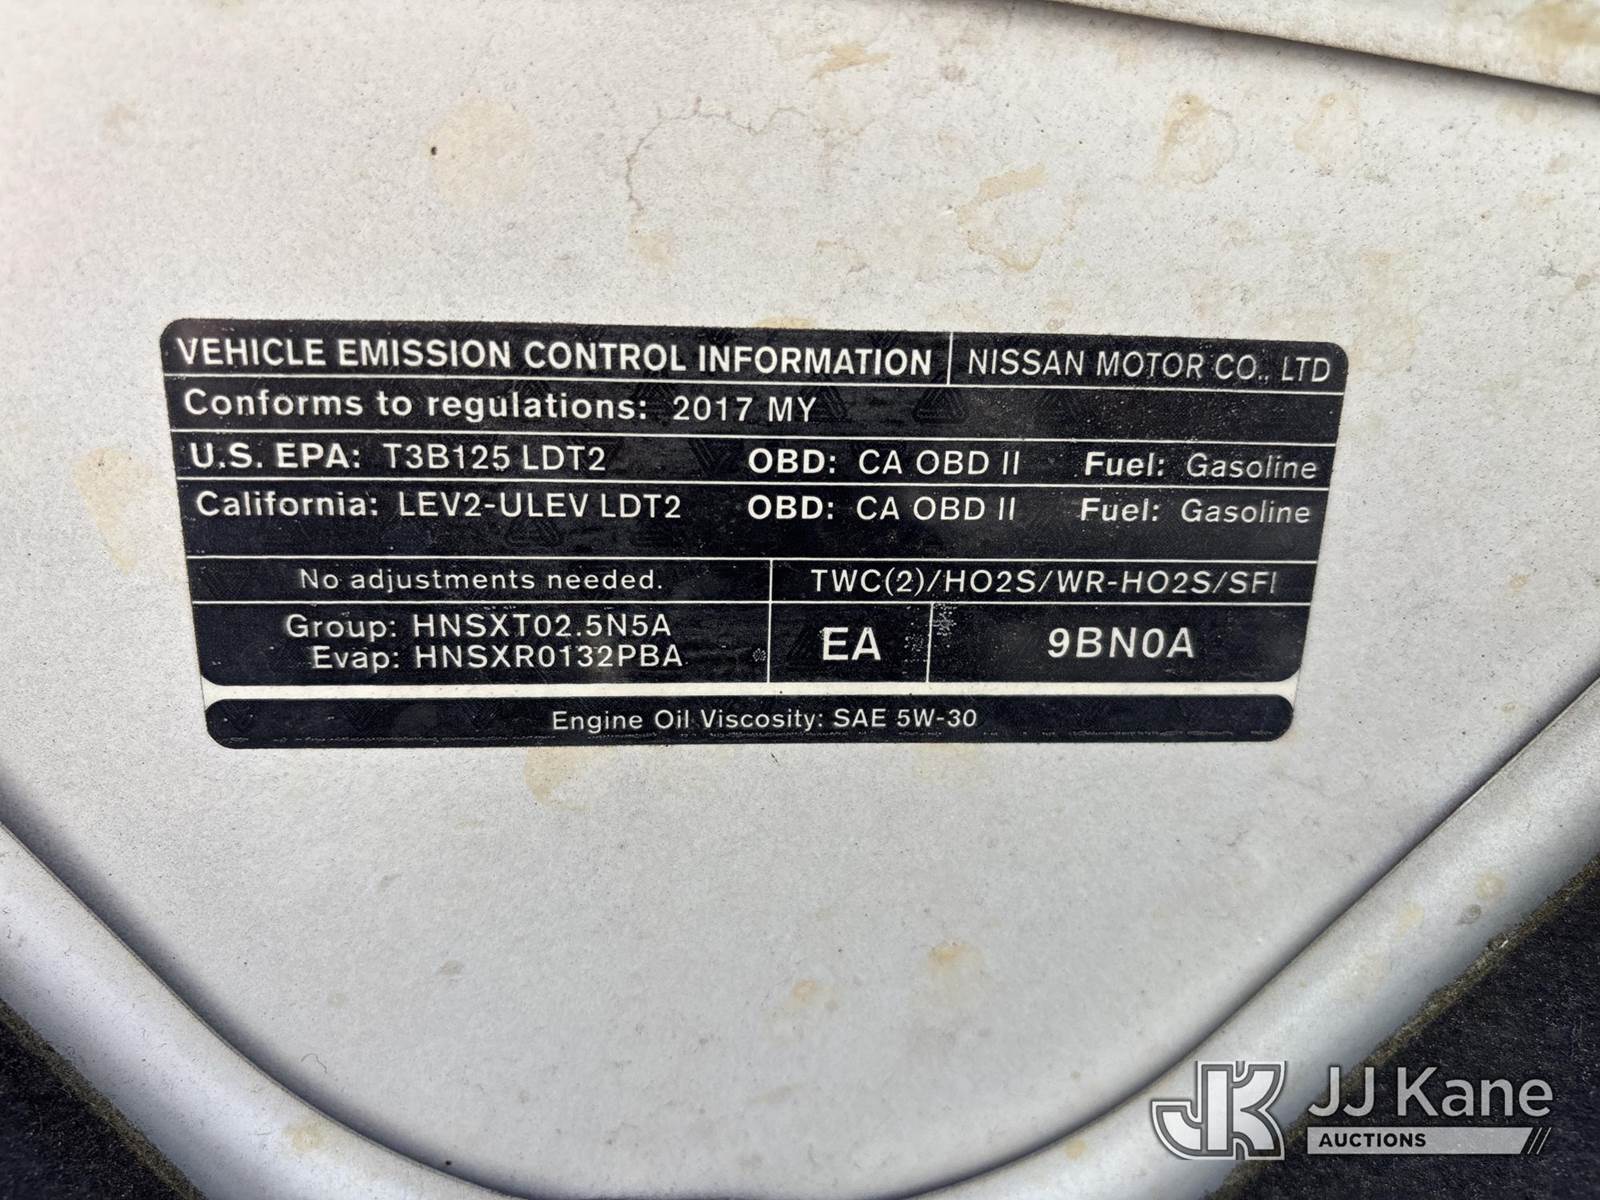 VEHICLE EMISSION CONTROL INFORMATION NISSAN MOTOR CO., LTD
Conforms to regulations: 2017 MY
U.S. EPA: T3B125 LDT2 OBD: CA OBD II Fuel: Gasoline
California: LEV2-ULEV LDT2 OBD: CA OBD II Fuel: Gasoline
No adjustments needed. TWC(2)/HO2S/WR-HO2S/SFI
Group: HNSXT02.5N5A
Evap: HNSXR0132PBA
EA 9BN0A
Engine Oil Viscosity: SAE 5W-30
JK JJ Kane
AUCTIONS